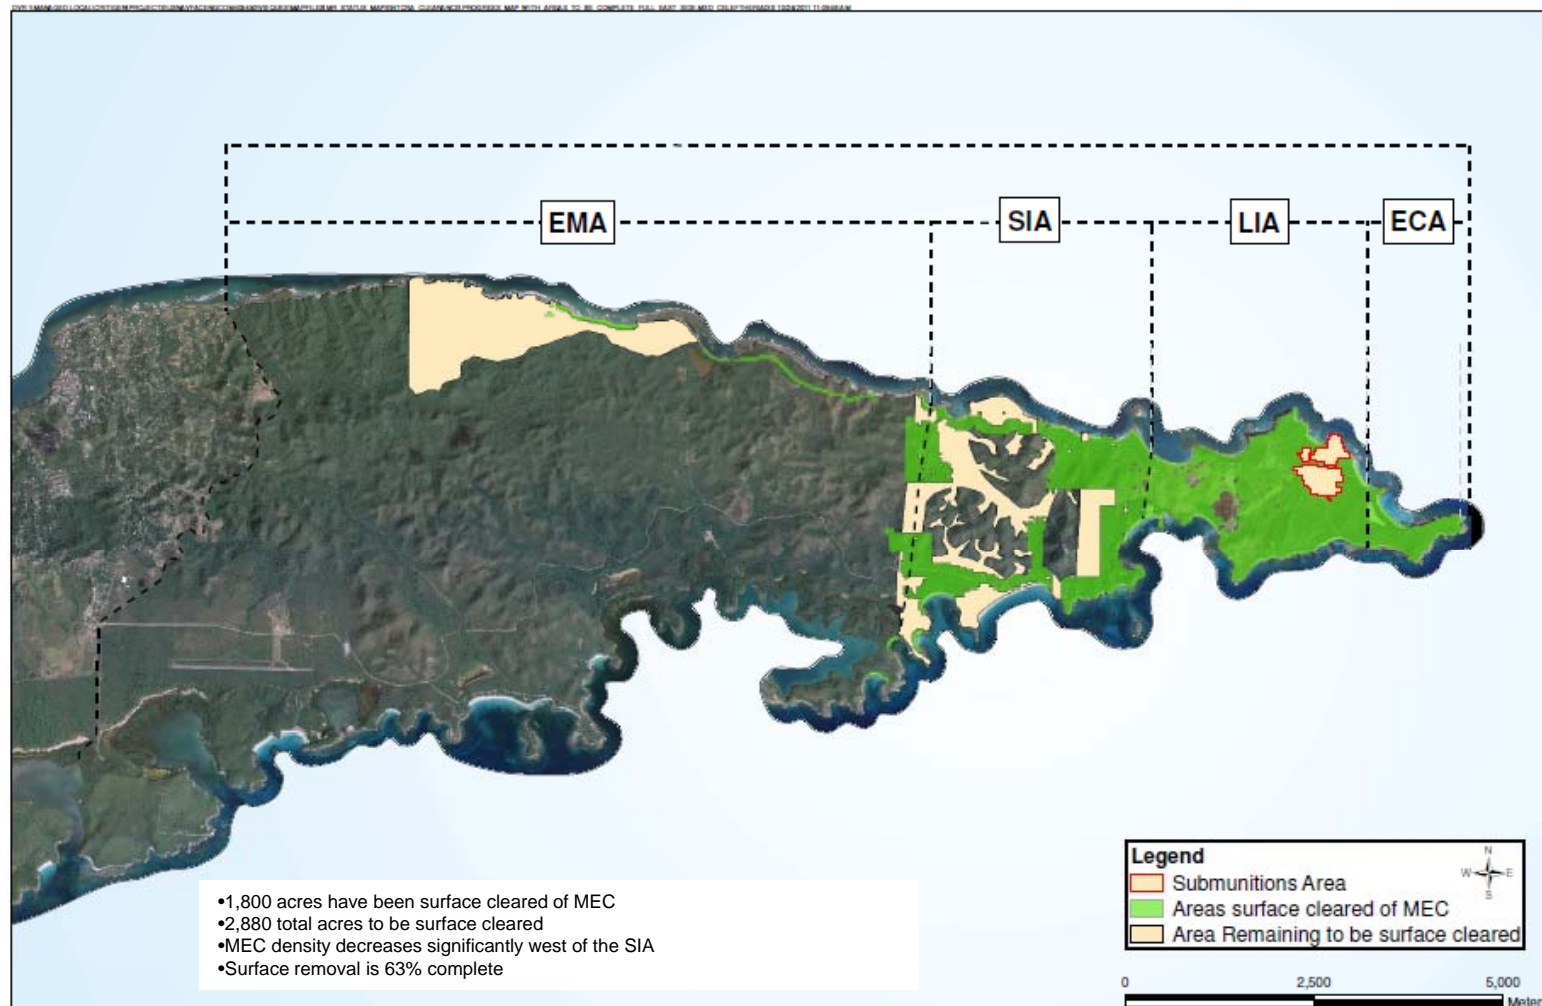 EMA
SIA
LIA
ECA
•1,800 acres have been surface cleared of MEC
•2,880 total acres to be surface cleared
•MEC density decreases significantly west of the SIA
•Surface removal is 63% complete
Legend
Submunitions Area
Areas surface cleared of MEC
Area Remaining to be surface cleared
N
W E
S
0 2,500 5,000